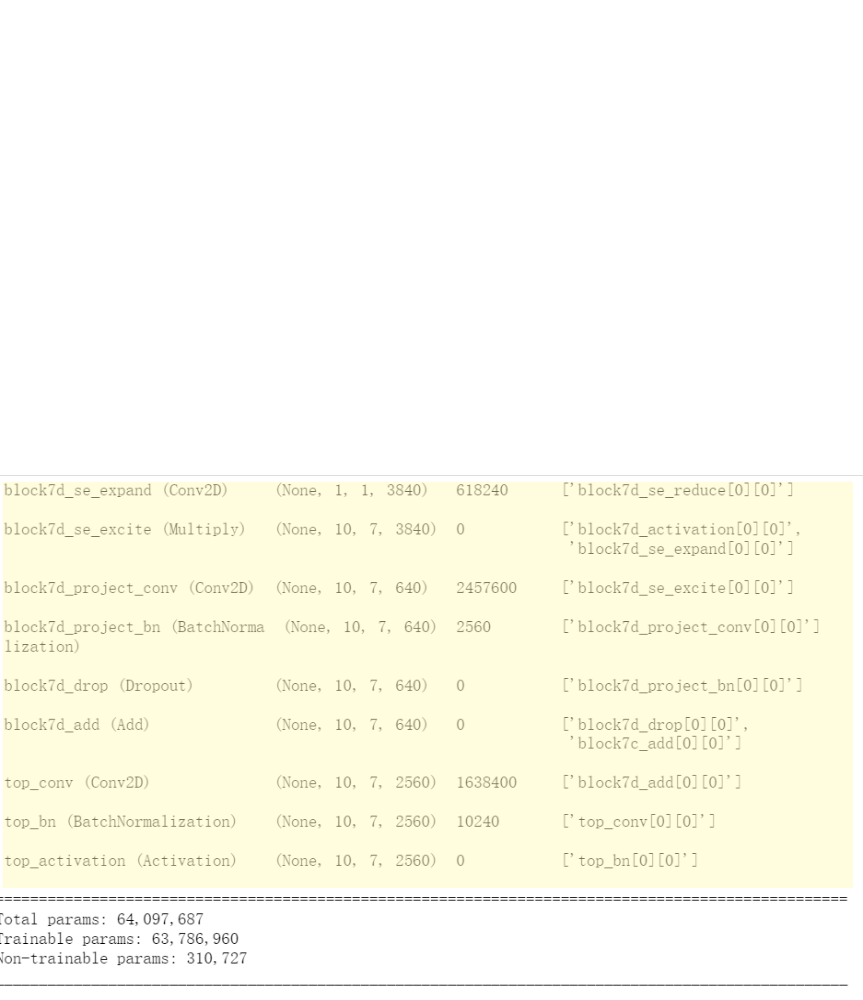 block7d_se_expand (Conv2D) (None, 1, 1, 3840) 618240 ['block7d_se_reduce[0][0]']
block7d_se_excite (Multiply) (None, 10, 7, 3840) 0 ['block7d_activation[0][0]',
'block7d_se_expand[0][0]']
block7d_project_conv (Conv2D) (None, 10, 7, 640) 2457600 ['block7d_se_excite[0][0]']
block7d_project_bn (BatchNorma (None, 10, 7, 640) 2560 ['block7d_project_conv[0][0]']
lization)
block7d_drop (Dropout) (None, 10, 7, 640) 0 ['block7d_project_bn[0][0]']
block7d_add (Add) (None, 10, 7, 640) 0 ['block7d_drop[0][0]',
'block7c_add[0][0]']
top_conv (Conv2D) (None, 10, 7, 2560) 1638400 ['block7d_add[0][0]']
top_bn (BatchNormalization) (None, 10, 7, 2560) 10240 ['top_conv[0][0]']
top_activation (Activation) (None, 10, 7, 2560) 0 ['top_bn[0][0]']
Total params: 64,097,687
Trainable params: 63,786,960
Non-trainable params: 310,727